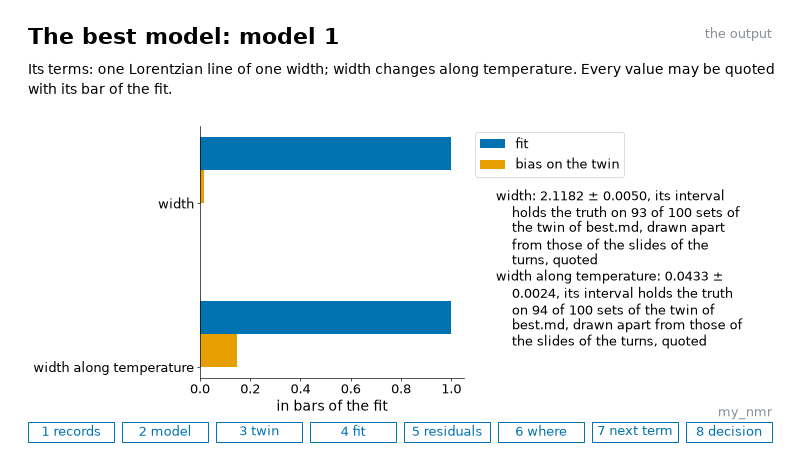 The best model: model 1
the output
Its terms: one Lorentzian line of one width; width changes along temperature. Every value may be quoted
with its bar of the fit.
fit
bias on the twin
width
width along temperature
0.0 0.2 0.4 0.6 0.8 1.0
in bars of the fit
width: 2.1182 ± 0.0050, its interval
holds the truth on 93 of 100 sets of
the twin of best.md, drawn apart
from those of the slides of the
turns, quoted
width along temperature: 0.0433 ±
0.0024, its interval holds the truth
on 94 of 100 sets of the twin of
best.md, drawn apart from those of
the slides of the turns, quoted
my_nmr
1 records 2 model 3 twin 4 fit 5 residuals 6 where 7 next term 8 decision